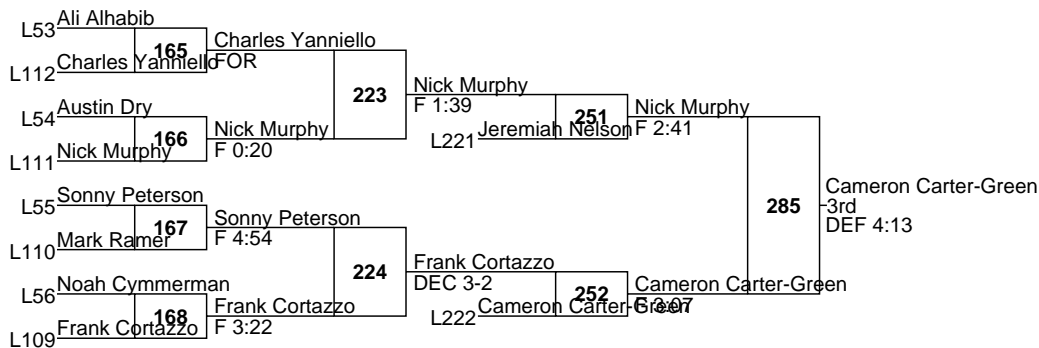 L53 Ali Alhabib
165
Charles Yanniello
FOR
L112 Charles Yanniello
223
Nick Murphy
F 1:39
L54 Austin Dry
166
Nick Murphy
F 0:20
L111 Nick Murphy
251
Nick Murphy
F 2:41
L221 Jeremiah Nelson
L55 Sonny Peterson
167
Sonny Peterson
F 4:54
L110 Mark Ramer
285
Cameron Carter-Green
3rd
DEF 4:13
224
Frank Cortazzo
DEC 3-2
L56 Noah Cymmerman
168
Frank Cortazzo
F 3:22
L109 Frank Cortazzo
252
Cameron Carter-Green
F 3:07
L222 Cameron Carter-Green